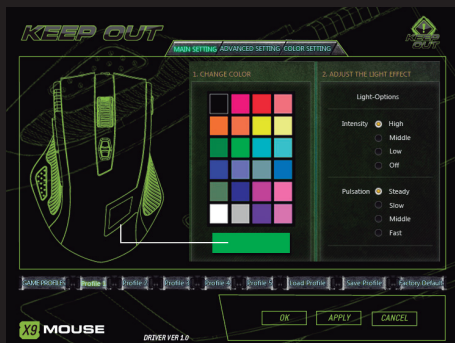 KEEP OUT
KEEP OUT
MAIN SETTING ADVANCED SETTING COLOR SETTING
1. CHANGE COLOR
2. ADJUST THE LIGHT EFFECT
Light-Options
Intensity High
Middle
Low
Off
Pulsation Steady
Slow
Middle
Fast
GAME PROFILES Profile 1 Profile 2 Profile 3 Profile 4 Profile 5 Load Profile Save Profile Factory Default
OK APPLY CANCEL
X9 MOUSE
DRIVER VER 1.0